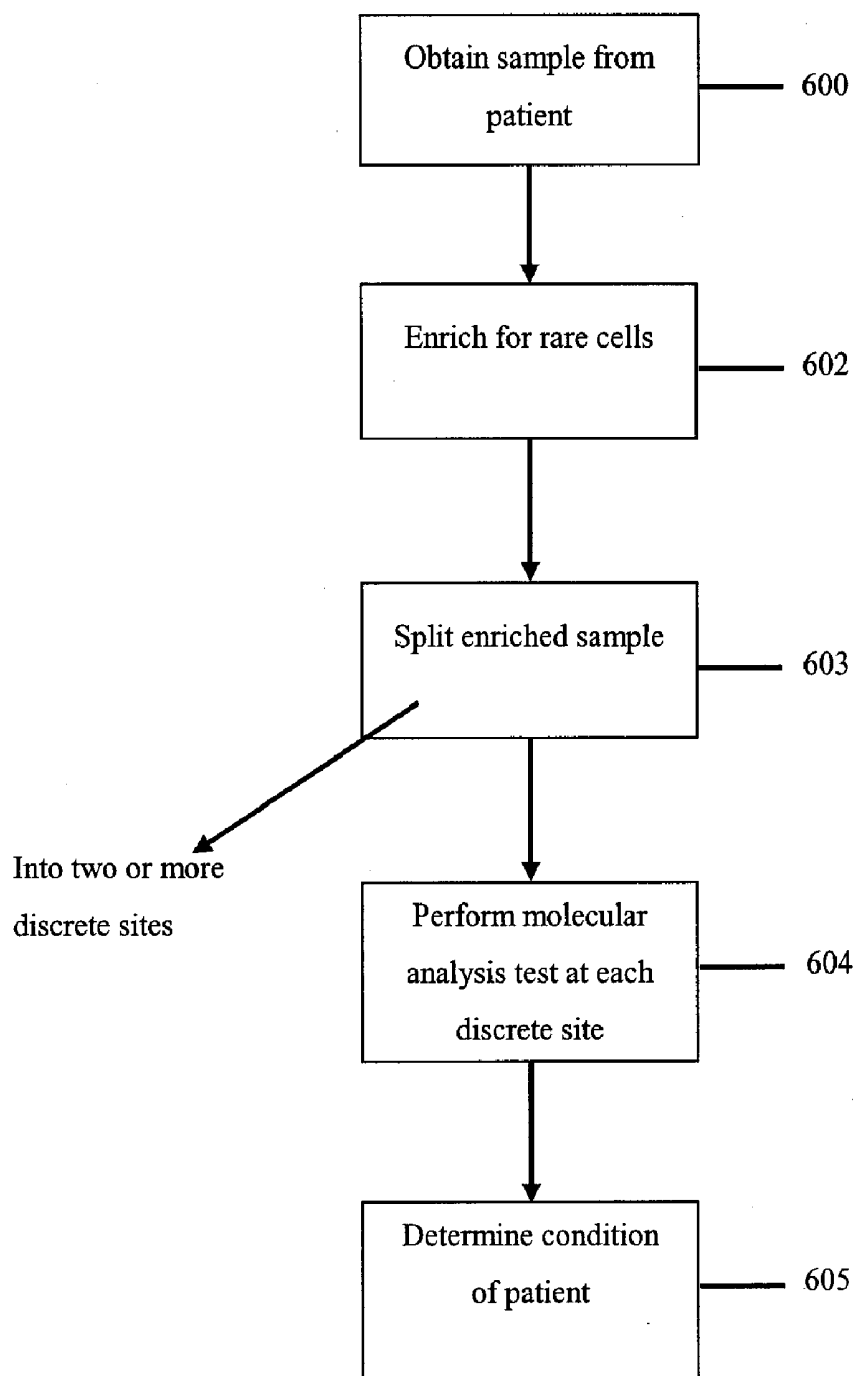 Obtain sample from
patient
600
Enrich for rare cells
602
Split enriched sample
603
Into two or more
discrete sites
Perform molecular
analysis test at each
discrete site
604
Determine condition
of patient
605